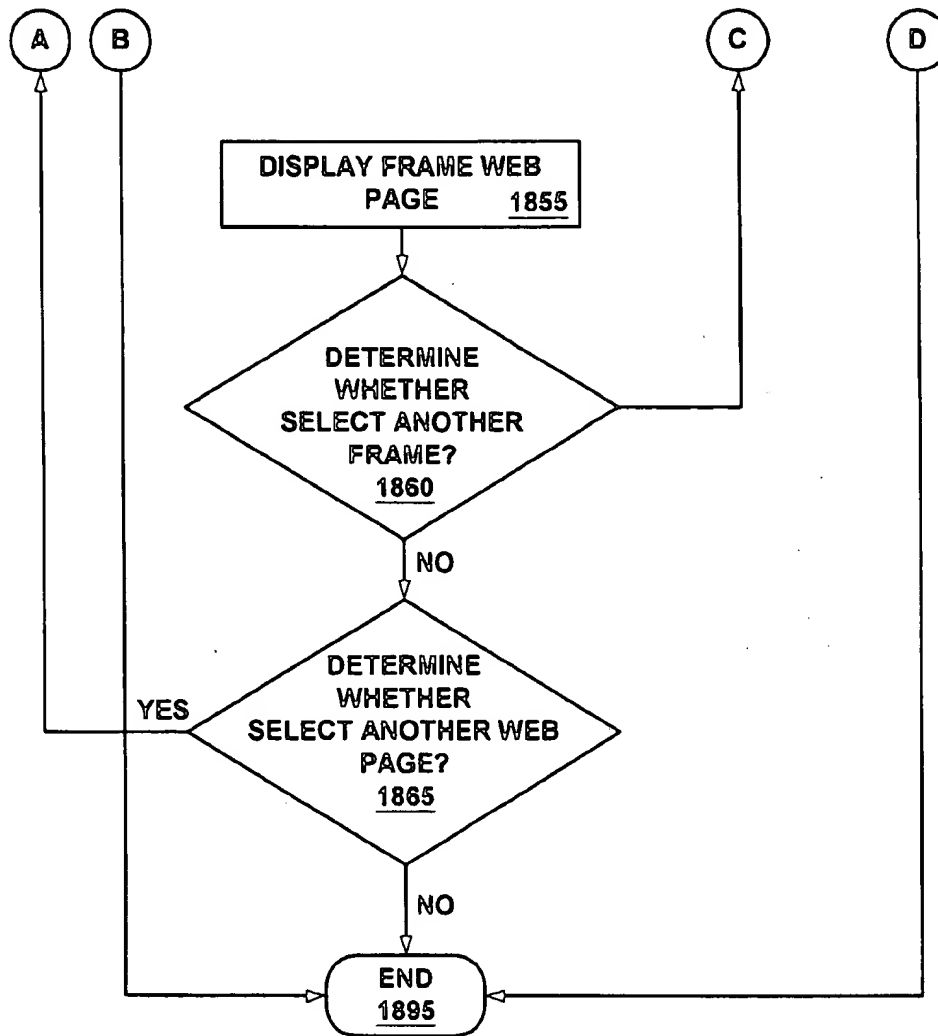 A B C D
DISPLAY FRAME WEB
PAGE 1855
DETERMINE
WHETHER
SELECT ANOTHER
FRAME?
1860
NO
DETERMINE
WHETHER
YES
SELECT ANOTHER WEB
PAGE?
1865
NO
END
1895